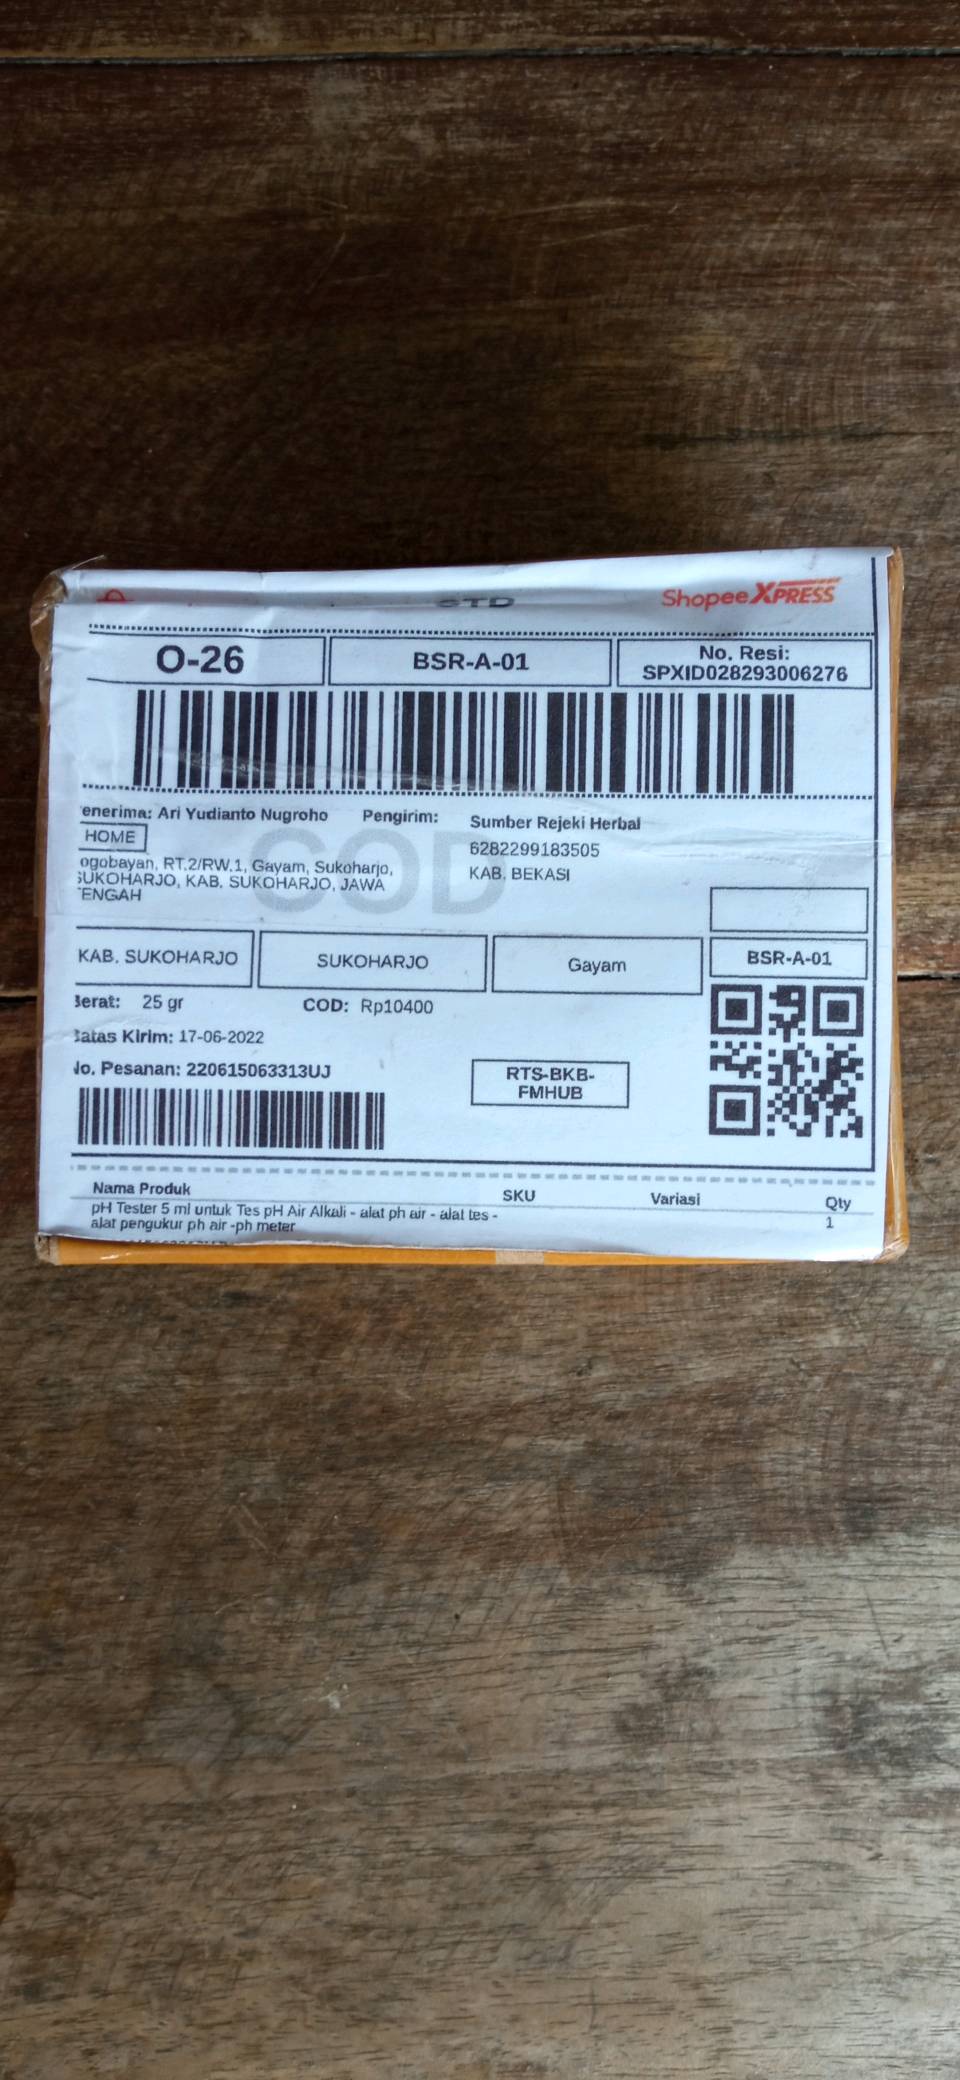 STD
Shopee XPRESS
O-26
BSR-A-01
No. Resi:
SPXID028293006276
enerima: Ari Yudianto Nugroho
Pengirim:
Sumber Rejeki Herbal
HOME
6282299183505
ogobayan, RT.2/RW.1, Gayam, Sukoharjo,
SUKOHARJO, KAB. SUKOHARJO, JAWA
TENGAH
KAB. BEKASI
COD
KAB. SUKOHARJO
SUKOHARJO
Gayam
BSR-A-01
Berat: 25 gr
COD: Rp10400
Batas Kirim: 17-06-2022
No. Pesanan: 220615063313UJ
RTS-BKB-
FMHUB
Nama Produk
SKU
Variasi
Qty
pH Tester 5 ml untuk Tes pH Air Alkali - alat ph air - alat tes -
alat pengukur ph air -ph meter
1